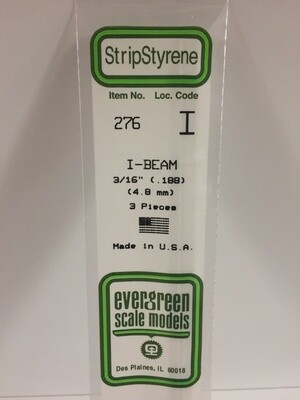 StripStyrene
Item No. Loc. Code
276 I
I-BEAM
3/16" (.188)
(4.8 mm)
3 Pieces
Made in U.S.A.
evergreen
scale models
Des Plaines, IL 60018